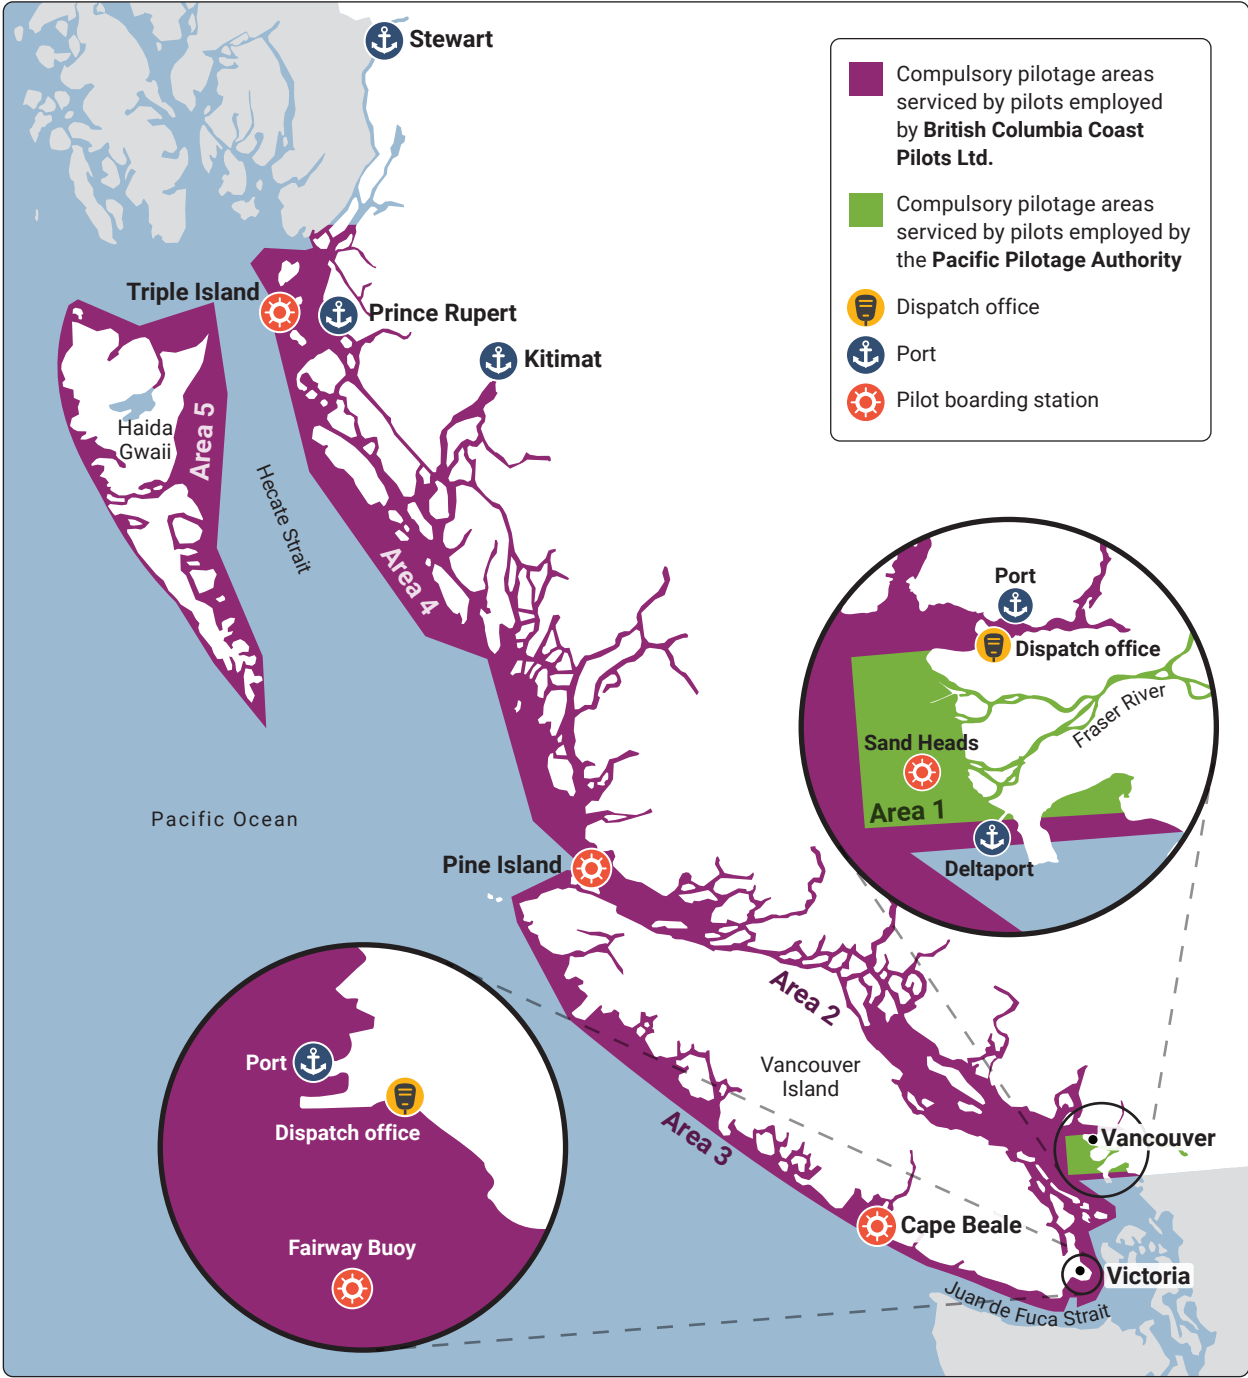 Stewart
Compulsory pilotage areas
serviced by pilots employed
by British Columbia Coast
Pilots Ltd.
Compulsory pilotage areas
serviced by pilots employed by
the Pacific Pilotage Authority
Dispatch office
Port
Pilot boarding station
Triple Island
Prince Rupert
Kitimat
Haida
Gwaii
Area 5
Hecate Strait
Area 4
Pacific Ocean
Port
Dispatch office
Fraser River
Sand Heads
Area 1
Deltaport
Pine Island
Area 2
Vancouver
Island
Area 3
Port
Dispatch office
Fairway Buoy
Vancouver
Cape Beale
Victoria
Juan de Fuca Strait